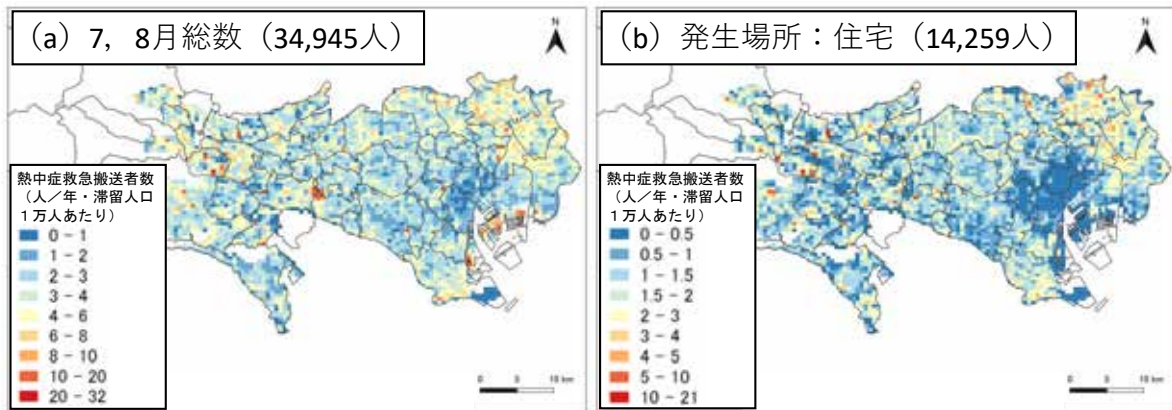 (a) 7，8月総数（34,945人）
N
熱中症救急搬送者数
（人／年・滞留人口
1万人あたり）
0 - 1
1 - 2
2 - 3
3 - 4
4 - 6
6 - 8
8 - 10
10 - 20
20 - 32
0 5 10 km
(b) 発生場所：住宅（14,259人）
N
熱中症救急搬送者数
（人／年・滞留人口
1万人あたり）
0 - 0.5
0.5 - 1
1 - 1.5
1.5 - 2
2 - 3
3 - 4
4 - 5
5 - 10
10 - 21
0 5 10 km